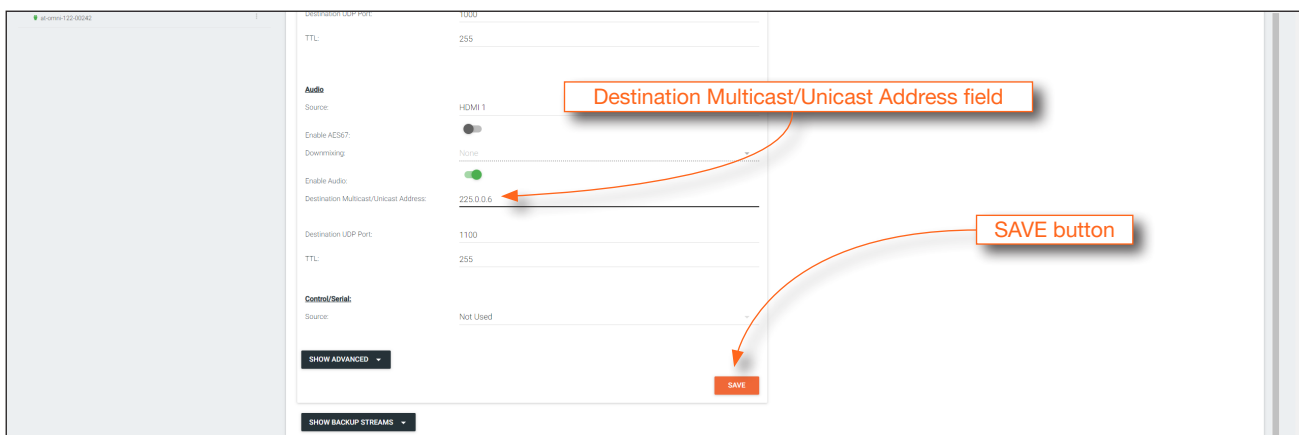 at-omni-122-00242
Destination UDP Port: 1000
TTL: 255
Audio
Destination Multicast/Unicast Address field
Source: HDMI 1
Enable AES67:
Downmixing: None
Enable Audio:
Destination Multicast/Unicast Address: 225.0.0.6
Destination UDP Port: 1100
SAVE button
TTL: 255
Control/Serial:
Source: Not Used
SHOW ADVANCED
SAVE
SHOW BACKUP STREAMS